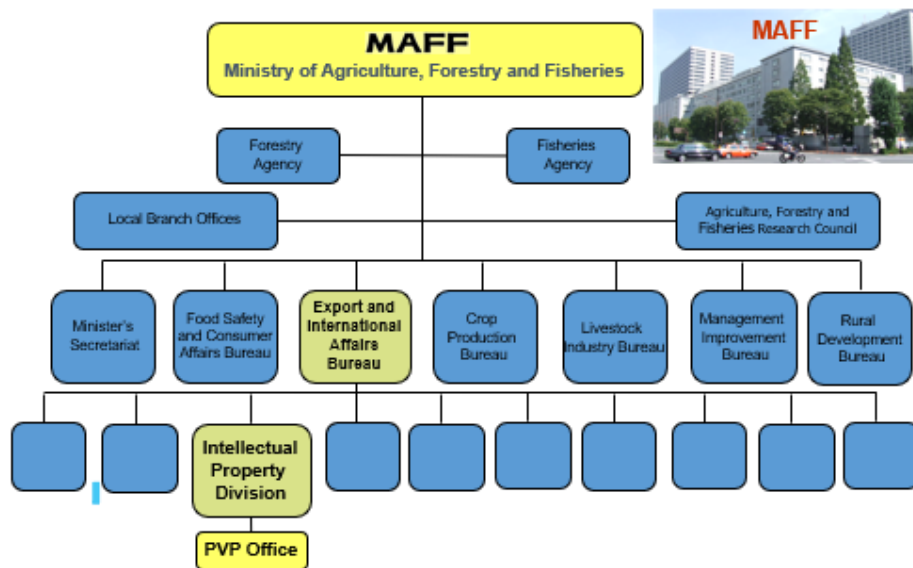 MAFF
Ministry of Agriculture, Forestry and Fisheries
MAFF
Forestry
Agency
Fisheries
Agency
Local Branch Offices
Agriculture, Forestry and
Fisheries Research Council
Minister's
Secretariat
Food Safety
and Consumer
Affairs Bureau
Export and
International
Affairs
Bureau
Crop
Production
Bureau
Livestock
Industry Bureau
Management
Improvement
Bureau
Rural
Development
Bureau
Intellectual
Property
Division
PVP Office